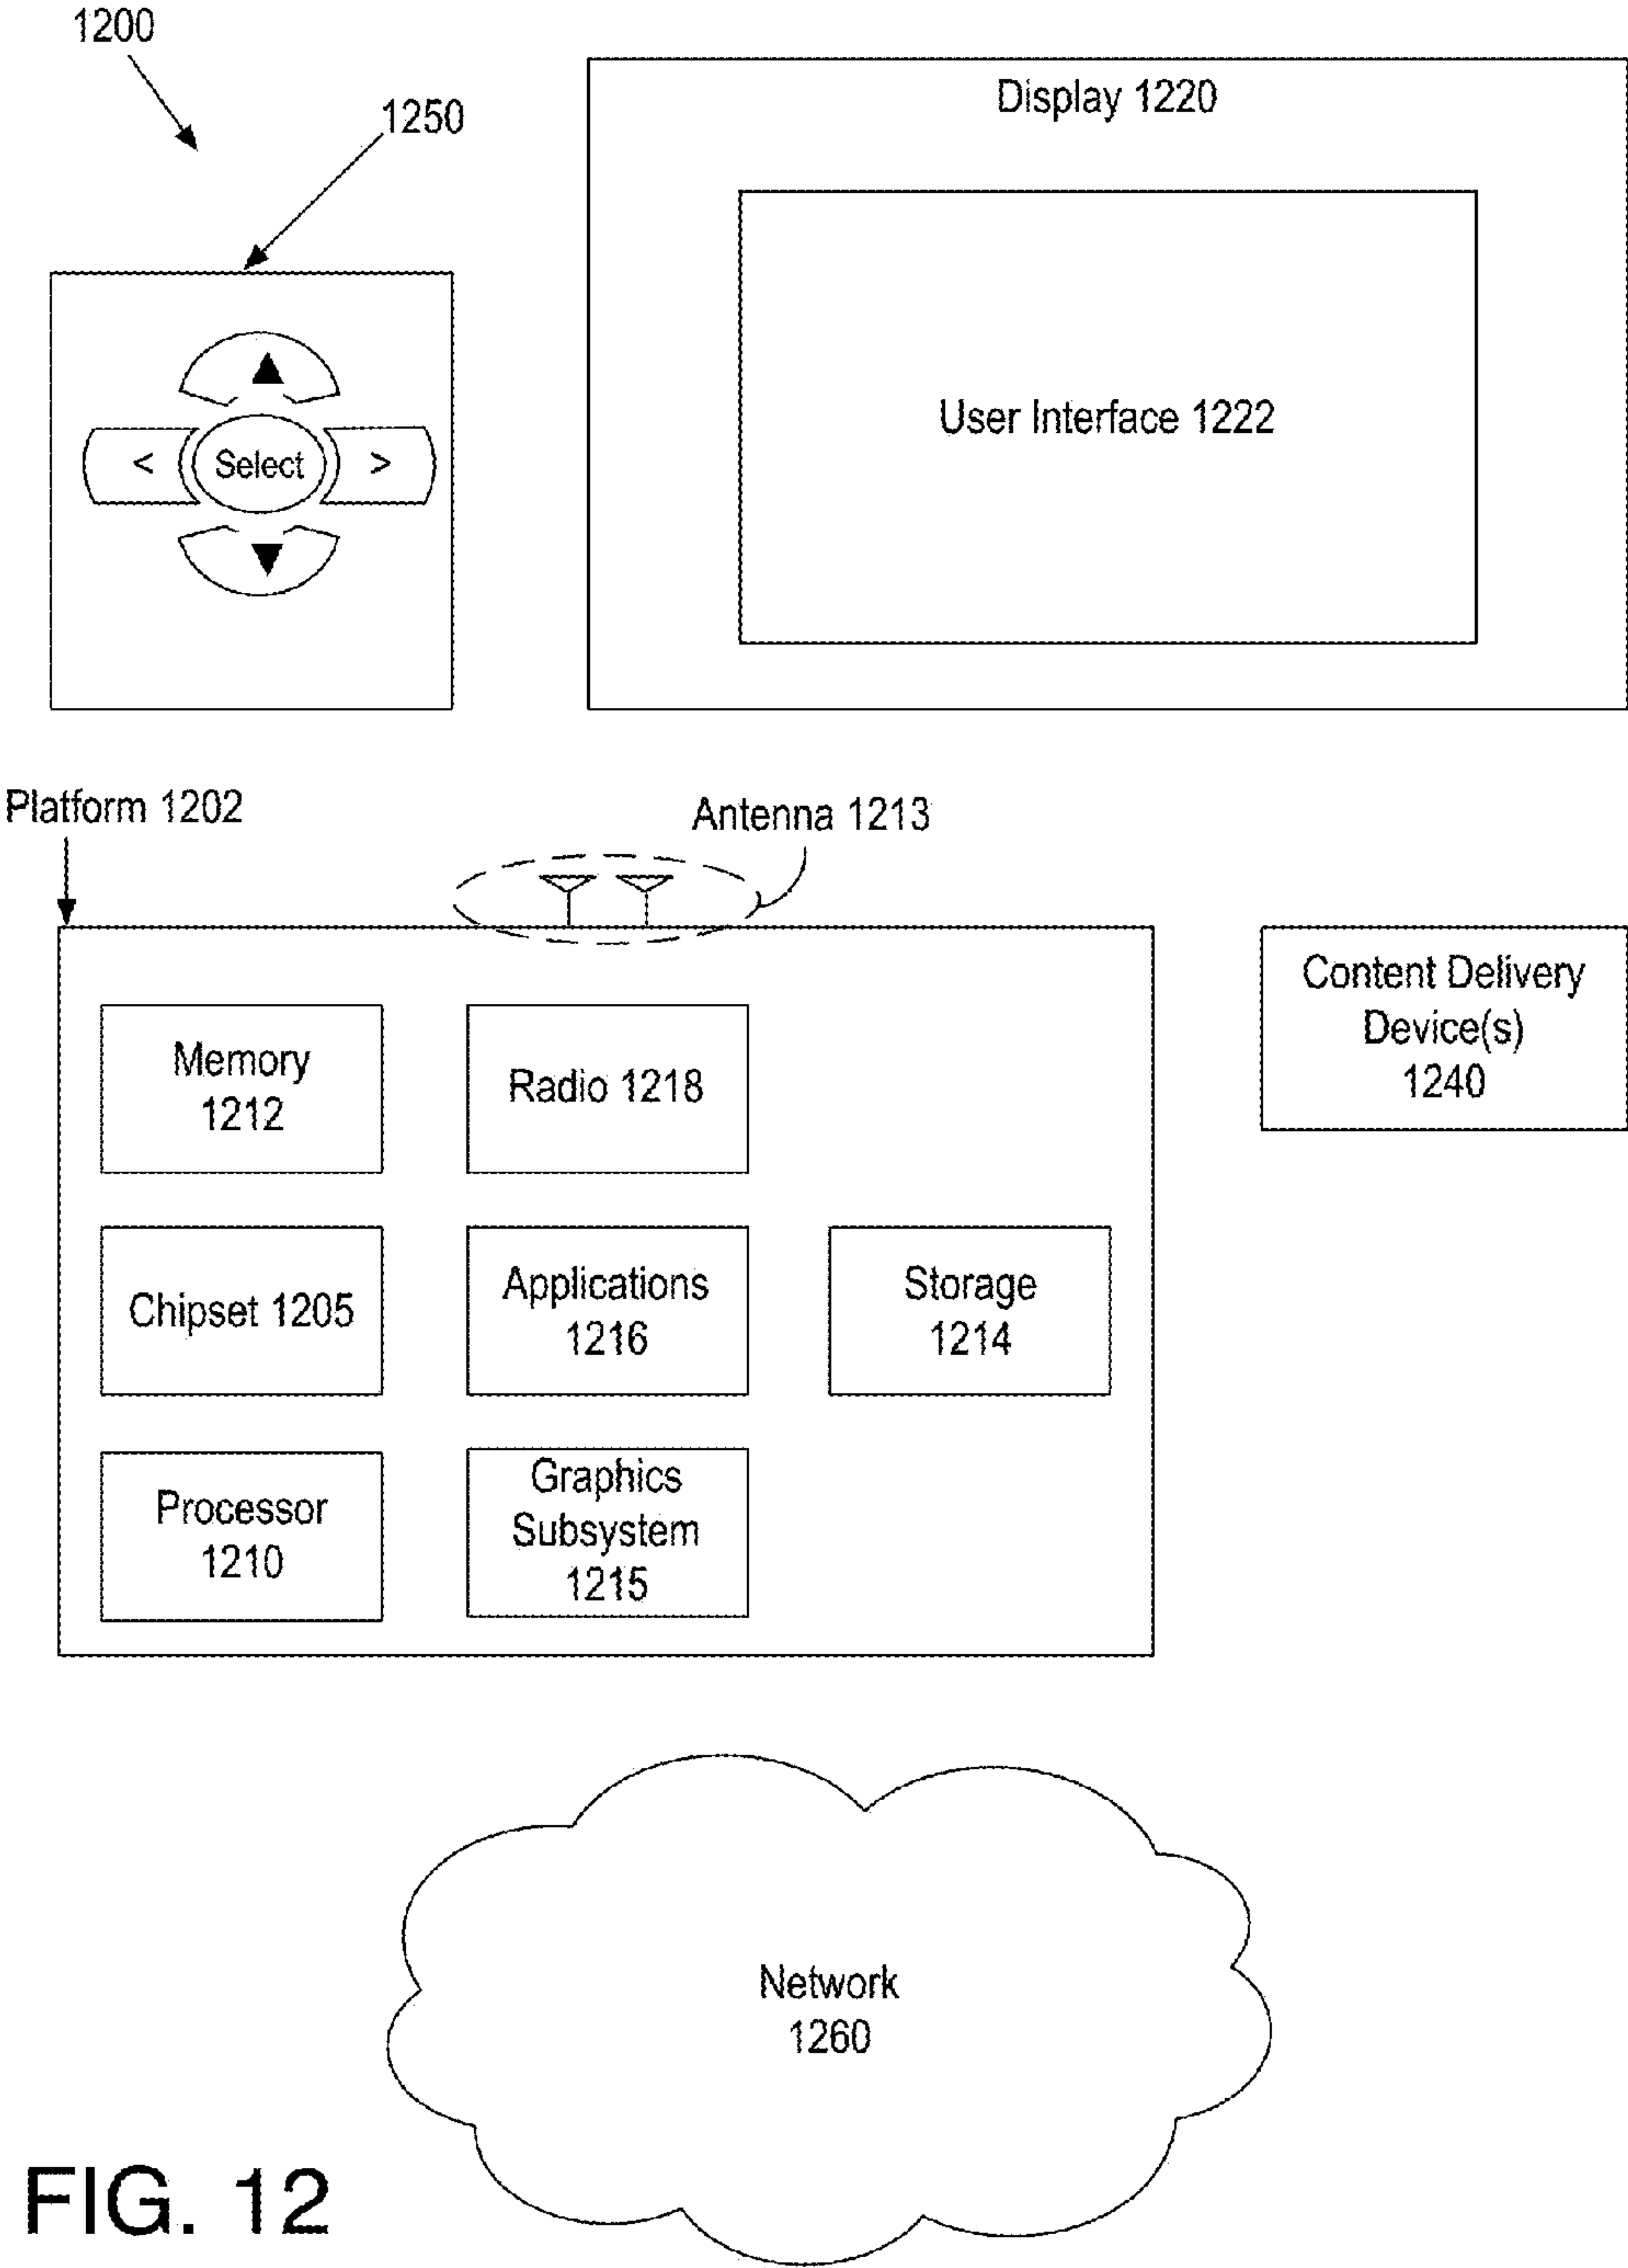 1200
1250
Display 1220
User Interface 1222
<
Select
>
Platform 1202
Antenna 1213
Memory
1212
Radio 1218
Content Delivery
Device(s)
1240
Chipset 1205
Applications
1216
Storage
1214
Processor
1210
Graphics
Subsystem
1215
Network
1260
FIG. 12